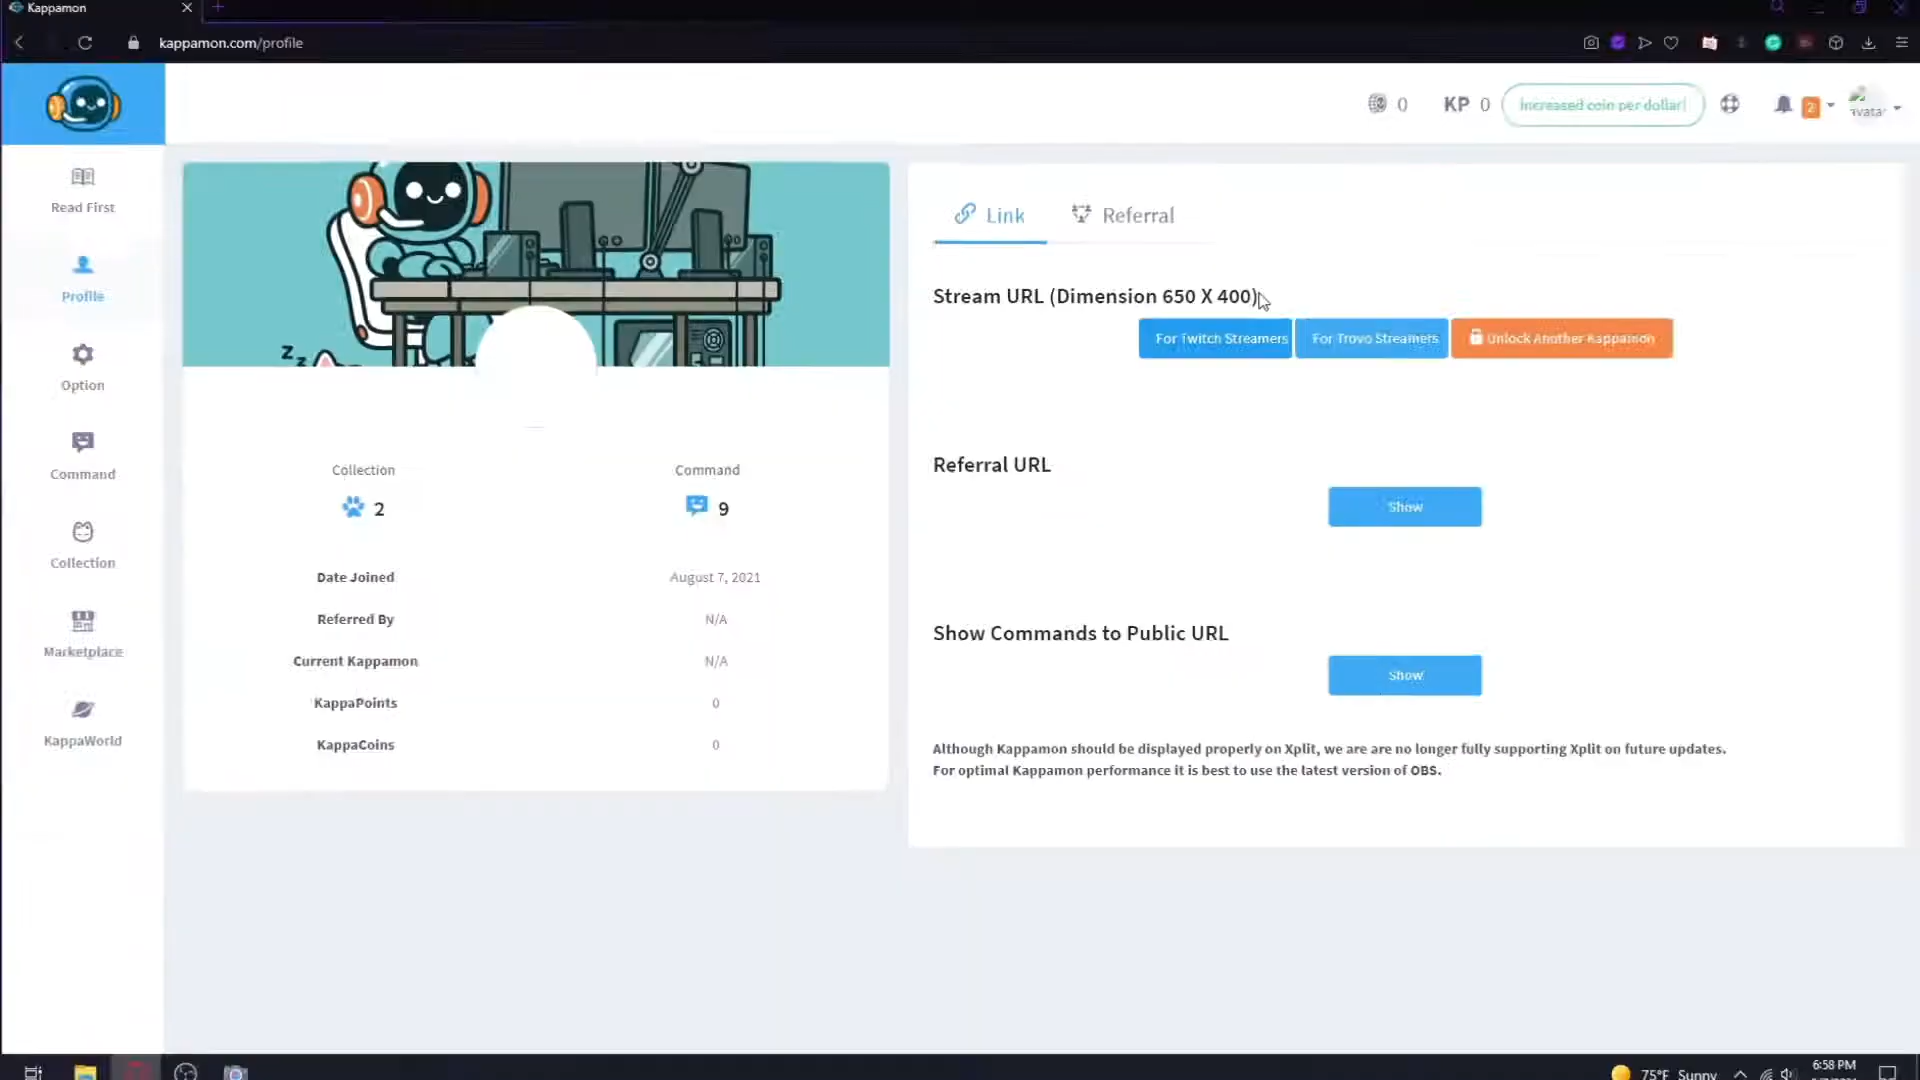 Kappamon
kappamon.com/profile
0
KP 0
Increased coin per dollar!
2
avatar
Read First
Profile
Option
Command
Collection
Marketplace
KappaWorld
Z
z
Collection
2
Command
9
Date Joined August 7, 2021
Referred By N/A
Current Kappamon N/A
KappaPoints 0
KappaCoins 0
Link Referral
Stream URL (Dimension 650 X 400)
For Twitch Streamers For Trovo Streamers Unlock Another Kappamon
Referral URL
Show
Show Commands to Public URL
Show
Although Kappamon should be displayed properly on Xplit, we are are no longer fully supporting Xplit on future updates.
For optimal Kappamon performance it is best to use the latest version of OBS.
75°F Sunny
6:58 PM